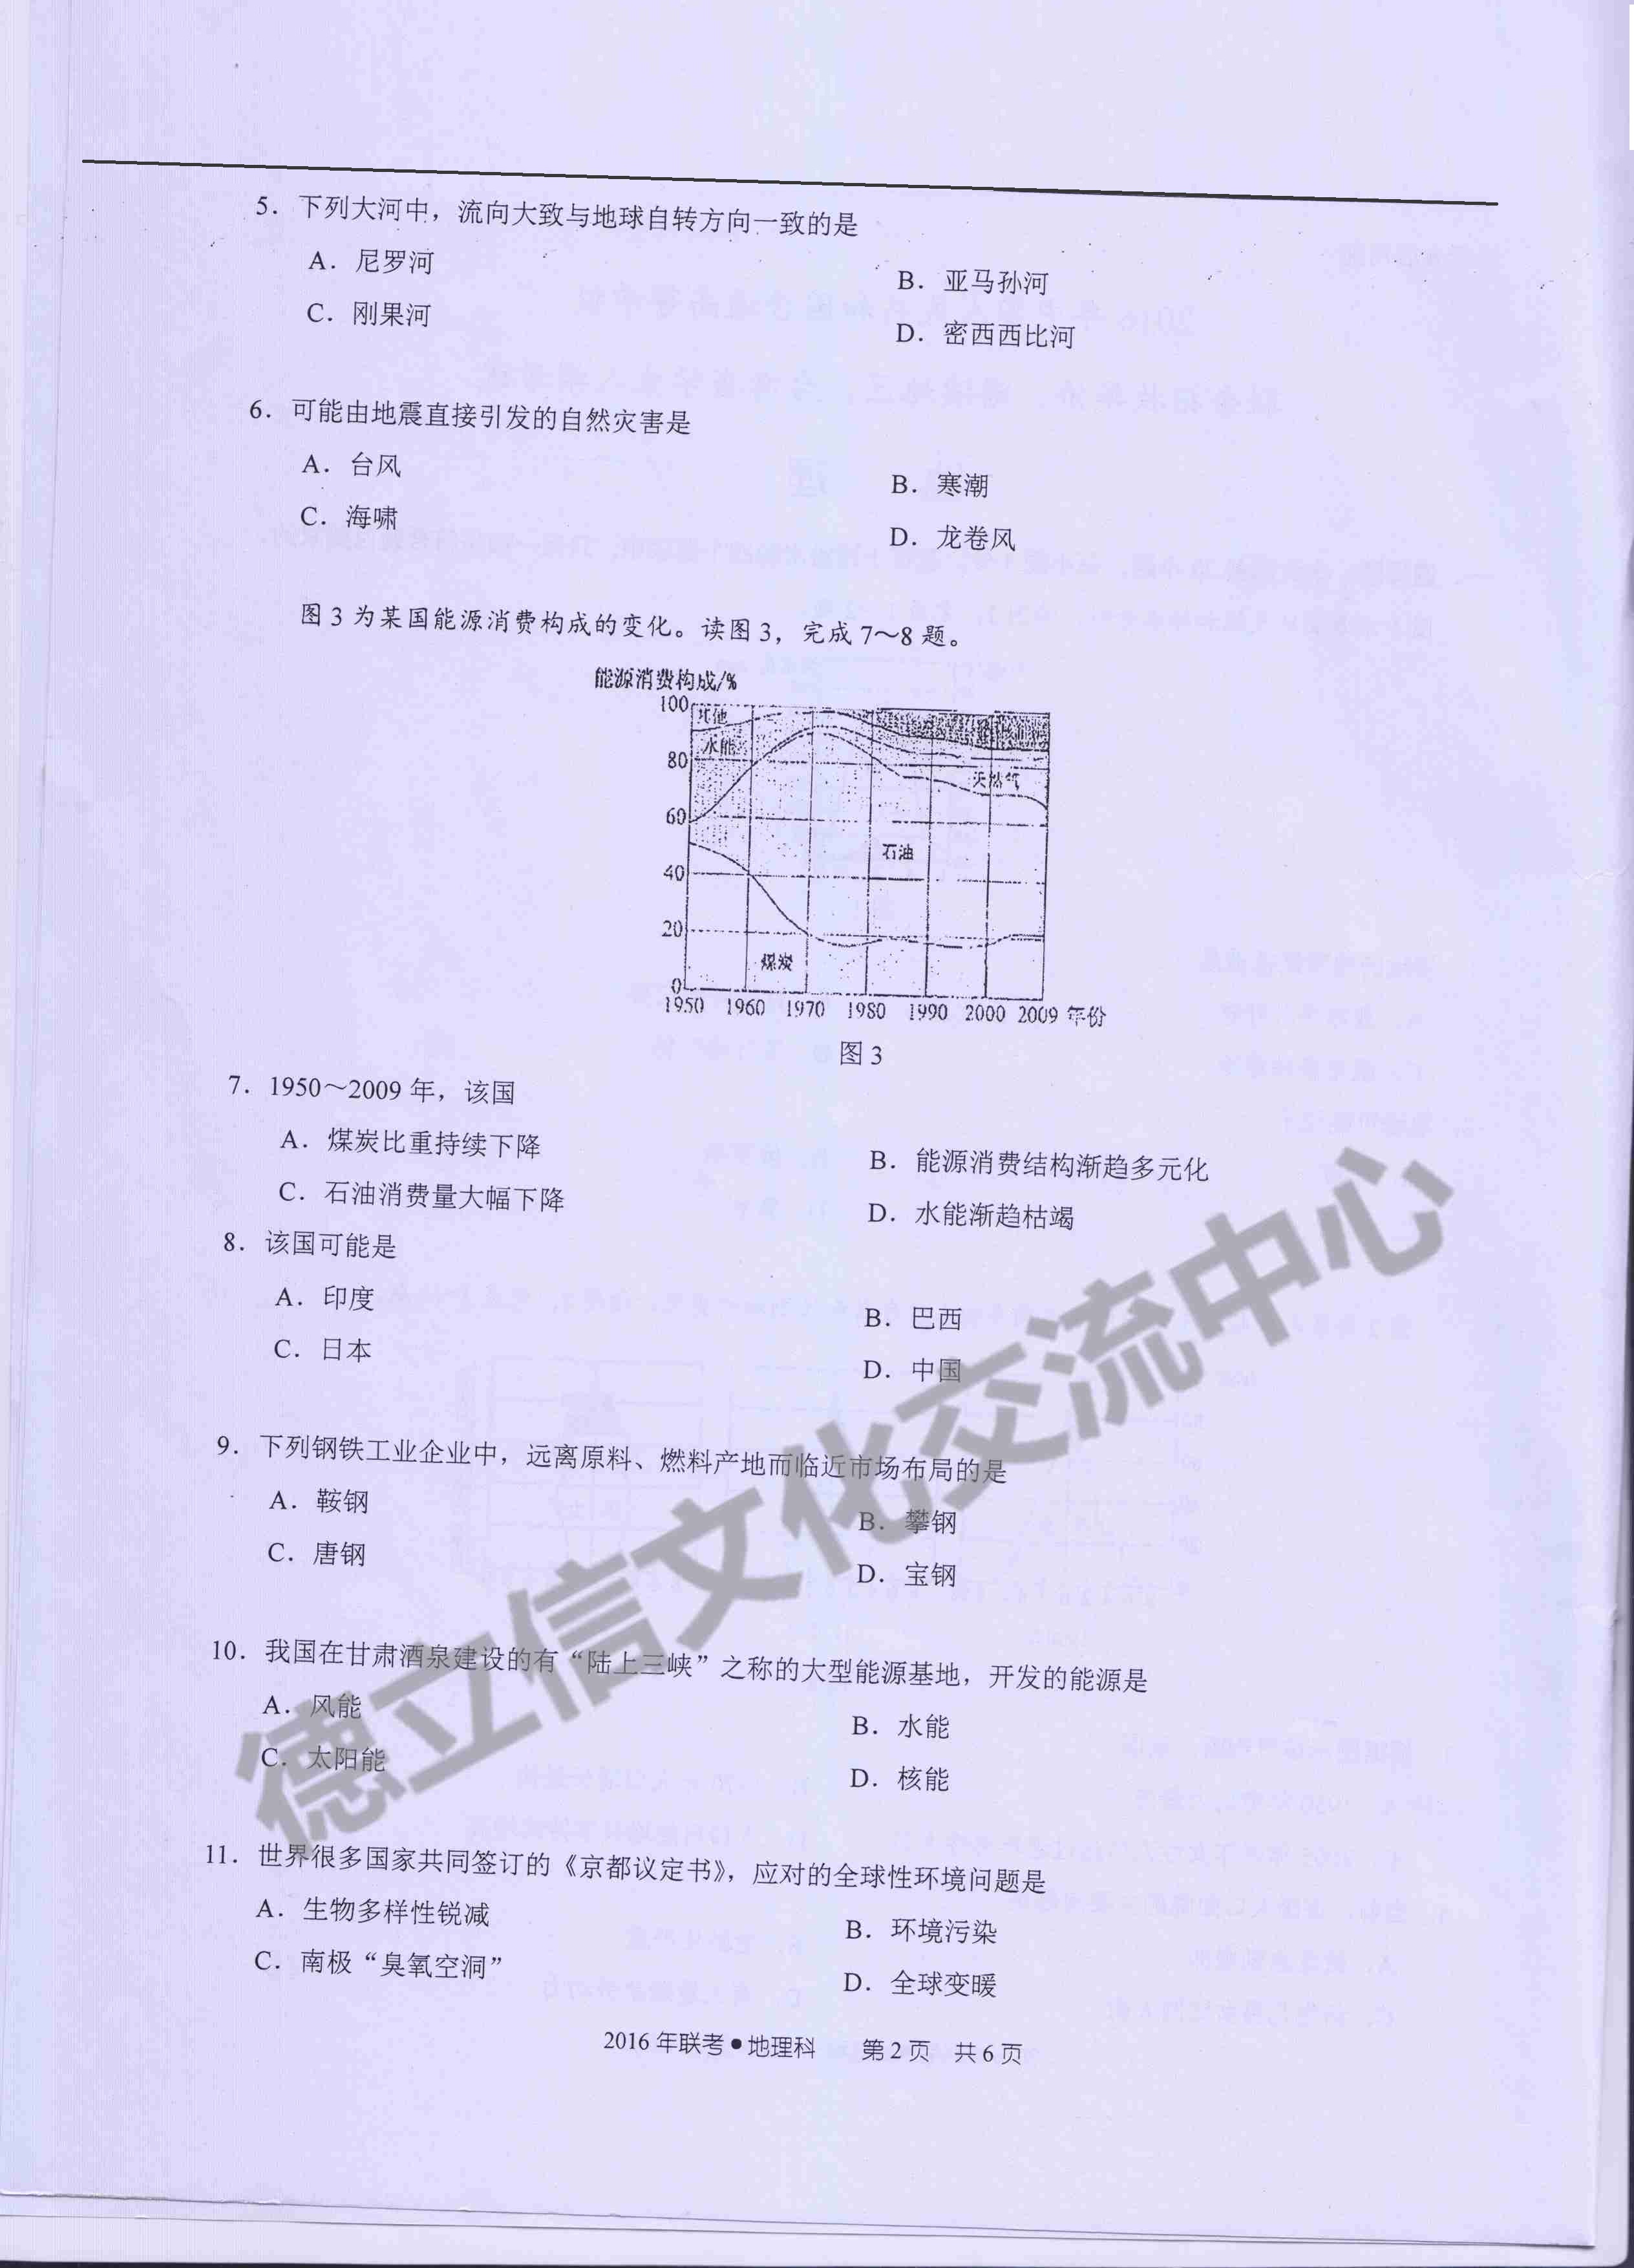 5. 下列大河中，流向大致与地球自转方向一致的是
A. 尼罗河
B. 亚马孙河
C. 刚果河
D. 密西西比河
6. 可能由地震直接引发的自然灾害是
A. 台风
B. 寒潮
C. 海啸
D. 龙卷风
图3为某国能源消费构成的变化。读图3，完成7～8题。
能源消费构成/%
100
其他
水能
80
天然气
60
石油
40
20
煤炭
0
1950 1960 1970 1980 1990 2000 2009 年份
图3
7. 1950～2009年，该国
A. 煤炭比重持续下降
B. 能源消费结构渐趋多元化
C. 石油消费量大幅下降
D. 水能渐趋枯竭
8. 该国可能是
A. 印度
B. 巴西
C. 日本
D. 中国
9. 下列钢铁工业企业中，远离原料、燃料产地而临近市场布局的是
A. 鞍钢
B. 攀钢
C. 唐钢
D. 宝钢
10. 我国在甘肃酒泉建设的有“陆上三峡”之称的大型能源基地，开发的能源是
A. 风能
B. 水能
C. 太阳能
D. 核能
11. 世界很多国家共同签订的《京都议定书》，应对的全球性环境问题是
A. 生物多样性锐减
B. 环境污染
C. 南极“臭氧空洞”
D. 全球变暖
2016年联考●地理科 第2页 共6页
德立信文化交流中心